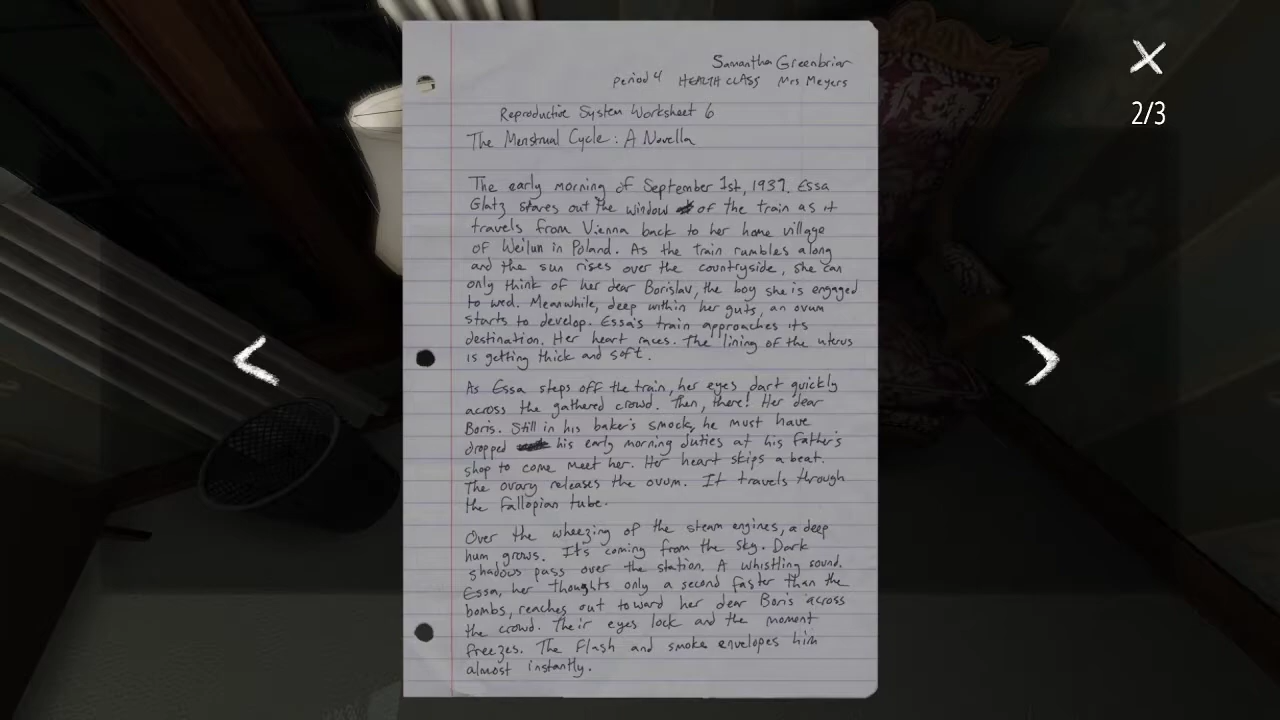 Samantha Greenbriar
period 4 HEALTH CLASS Mrs Meyers
2/3
Reproductive System Worksheet 6
The Menstrual Cycle: A Novella
The early morning of September 1st, 1937. Essa
Glatz stares out the window of the train as it
travels from Vienna back to her home village
of Weilun in Poland. As the train rumbles along
and the sun rises over the countryside, she can
only think of her dear Borislav, the boy she is engaged
to wed. Meanwhile, deep within her guts, an ovum
starts to develop. Essa's train approaches its
destination. Her heart races. The lining of the uterus
is getting thick and soft.
As Essa steps off the train, her eyes dart quickly
across the gathered crowd. Then, there! Her dear
Boris. Still in his baker's smock, he must have
dropped his early morning duties at his father's
shop to come meet her. Her heart skips a beat.
The ovary releases the ovum. It travels through
the fallopian tube.
Over the wheezing of the steam engines, a deep
hum grows. It's coming from the sky. Dark
shadows pass over the station. A whistling sound.
Essa, her thoughts only a second faster than the
bombs, reaches out toward her dear Boris across
the crowd. Their eyes lock and the moment
freezes. The flash and smoke envelopes him
almost instantly.